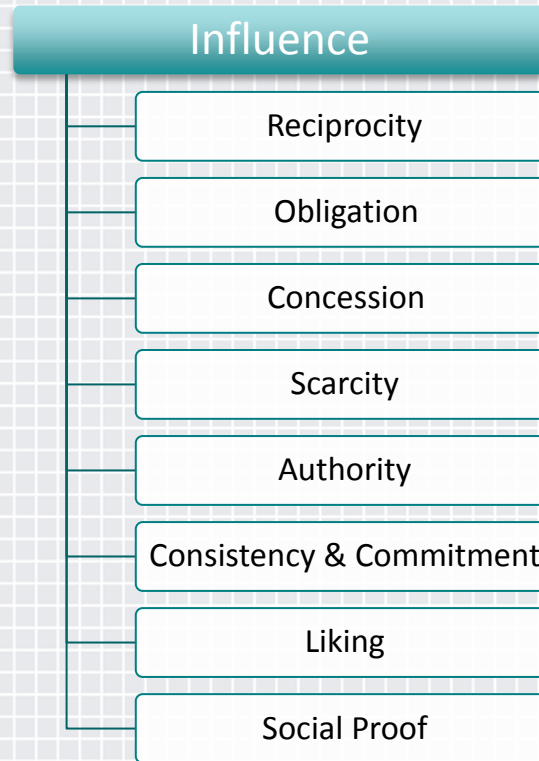 Influence
Reciprocity
Obligation
Concession
Scarcity
Authority
Consistency & Commitment
Liking
Social Proof